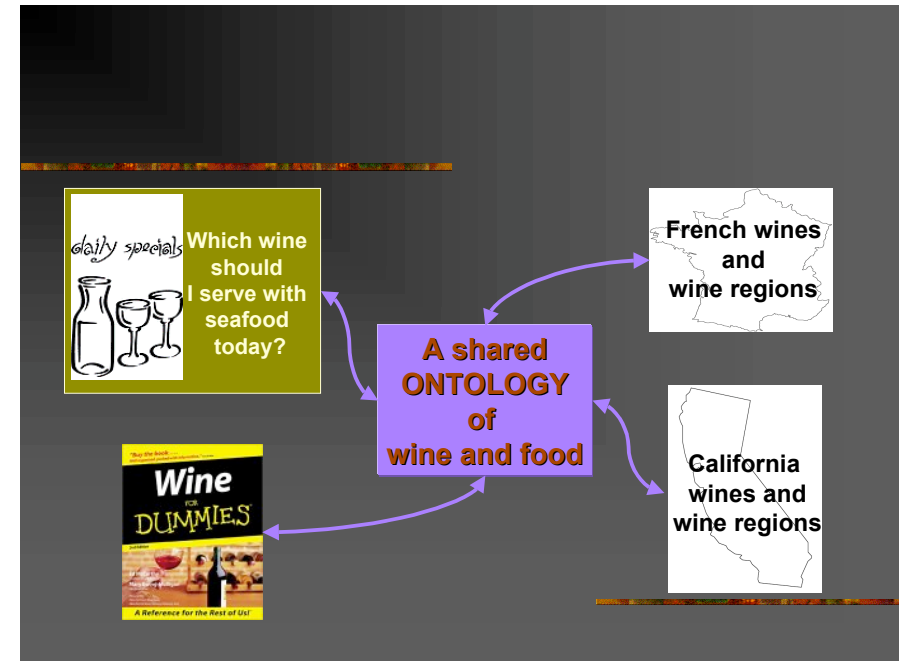 daily specials
Which wine
should
I serve with
seafood
today?
French wines
and
wine regions
A shared
ONTOLOGY
of
wine and food
California
wines and
wine regions
"Buy the book
Wine
FOR
DUMMIES
2nd Edition
A Reference for the Rest of Us!